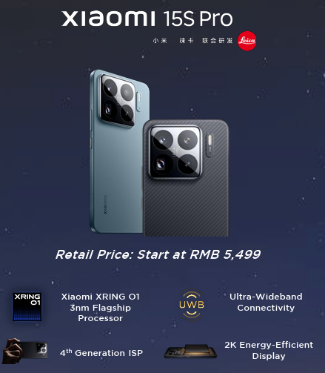 xiaomi 15S Pro
小米 徕卡 联合研发 Leica
Retail Price: Start at RMB 5,499
XRING
O1
Xiaomi XRING O1
3nm Flagship
Processor
UWB
Ultra-Wideband
Connectivity
4th Generation ISP
2K Energy-Efficient
Display